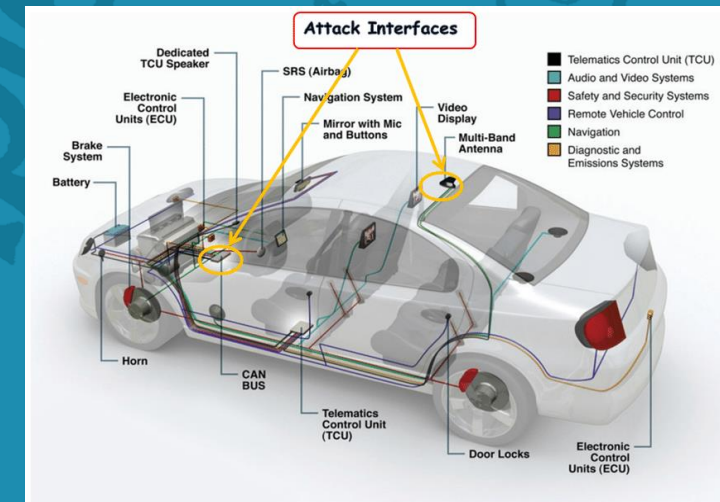 Attack Interfaces
Dedicated
TCU Speaker
SRS (Airbag)
Electronic
Control
Units (ECU)
Navigation System
Mirror with Mic
and Buttons
Video
Display
Multi-Band
Antenna
Brake
System
Battery
Telematics Control Unit (TCU)
Audio and Video Systems
Safety and Security Systems
Remote Vehicle Control
Navigation
Diagnostic and
Emissions Systems
Horn
CAN
BUS
Telematics
Control Unit
(TCU)
Door Locks
Electronic
Control
Units (ECU)